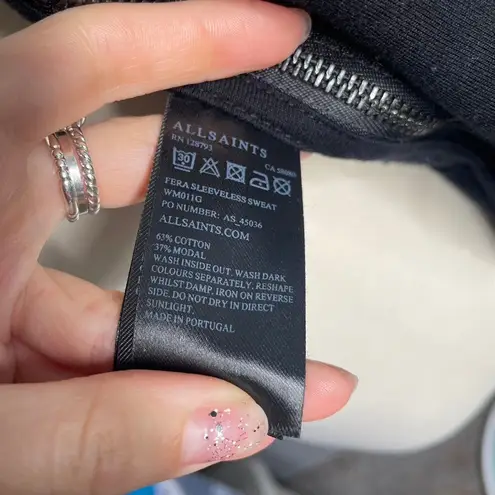 ALLSAINTS
RN 128793
CA
30
FERA SLEEVELESS SWEAT
WM011G
PO NUMBER: AS_45036
ALLSAINTS.COM
63% COTTON
37% MODAL
WASH INSIDE OUT. WASH DARK
COLOURS SEPARATELY. RESHAPE
WHILST DAMP. IRON ON REVERSE
SIDE. DO NOT DRY IN DIRECT
SUNLIGHT.
MADE IN PORTUGAL